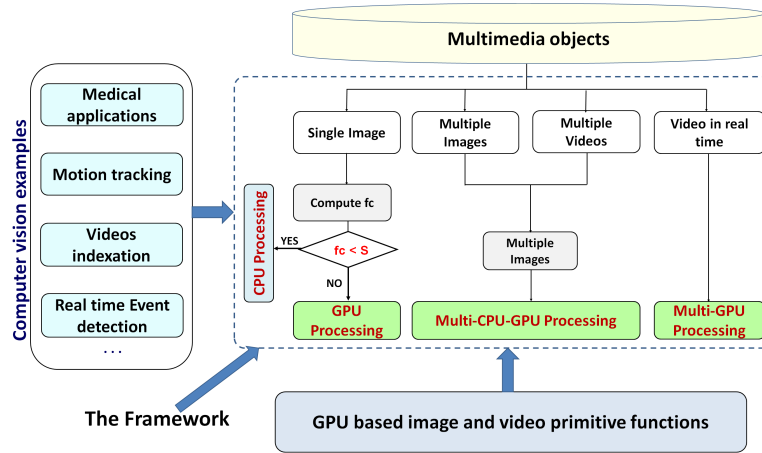 Multimedia objects
Computer vision examples
Medical
applications
Motion tracking
Videos
indexation
Real time Event
detection
...
Single Image
Multiple
Images
Multiple
Videos
Video in real
time
Compute fc
CPU Processing
YES
fc < S
NO
Multiple
Images
GPU
Processing
Multi-CPU-GPU Processing
Multi-GPU
Processing
The Framework
GPU based image and video primitive functions